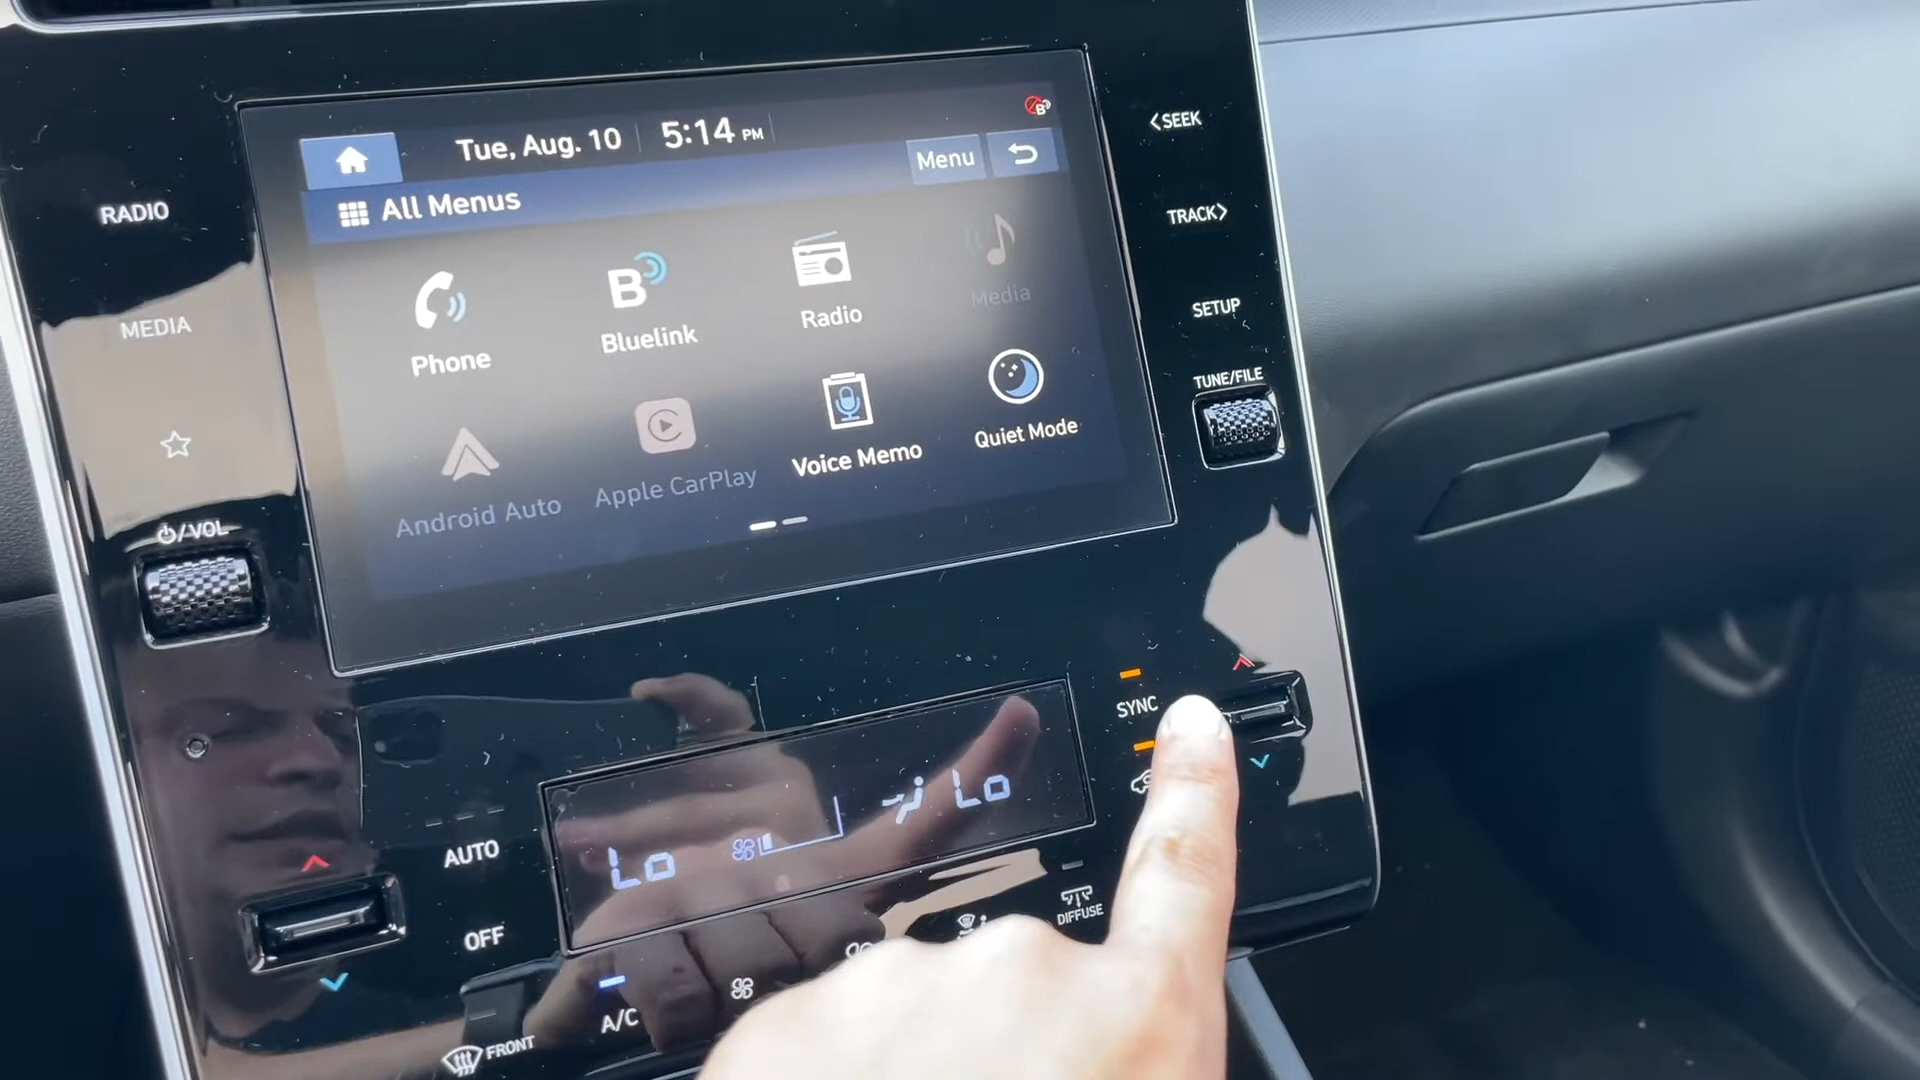 Tue, Aug. 10
5:14 PM
B
Menu
All Menus
Phone
B
Bluelink
Radio
Media
Android Auto
Apple CarPlay
Voice Memo
Quiet Mode
RADIO
MEDIA
/VOL
<SEEK
TRACK>
SETUP
TUNE/FILE
SYNC
AUTO
OFF
Lo
Lo
DIFFUSE
A/C
FRONT